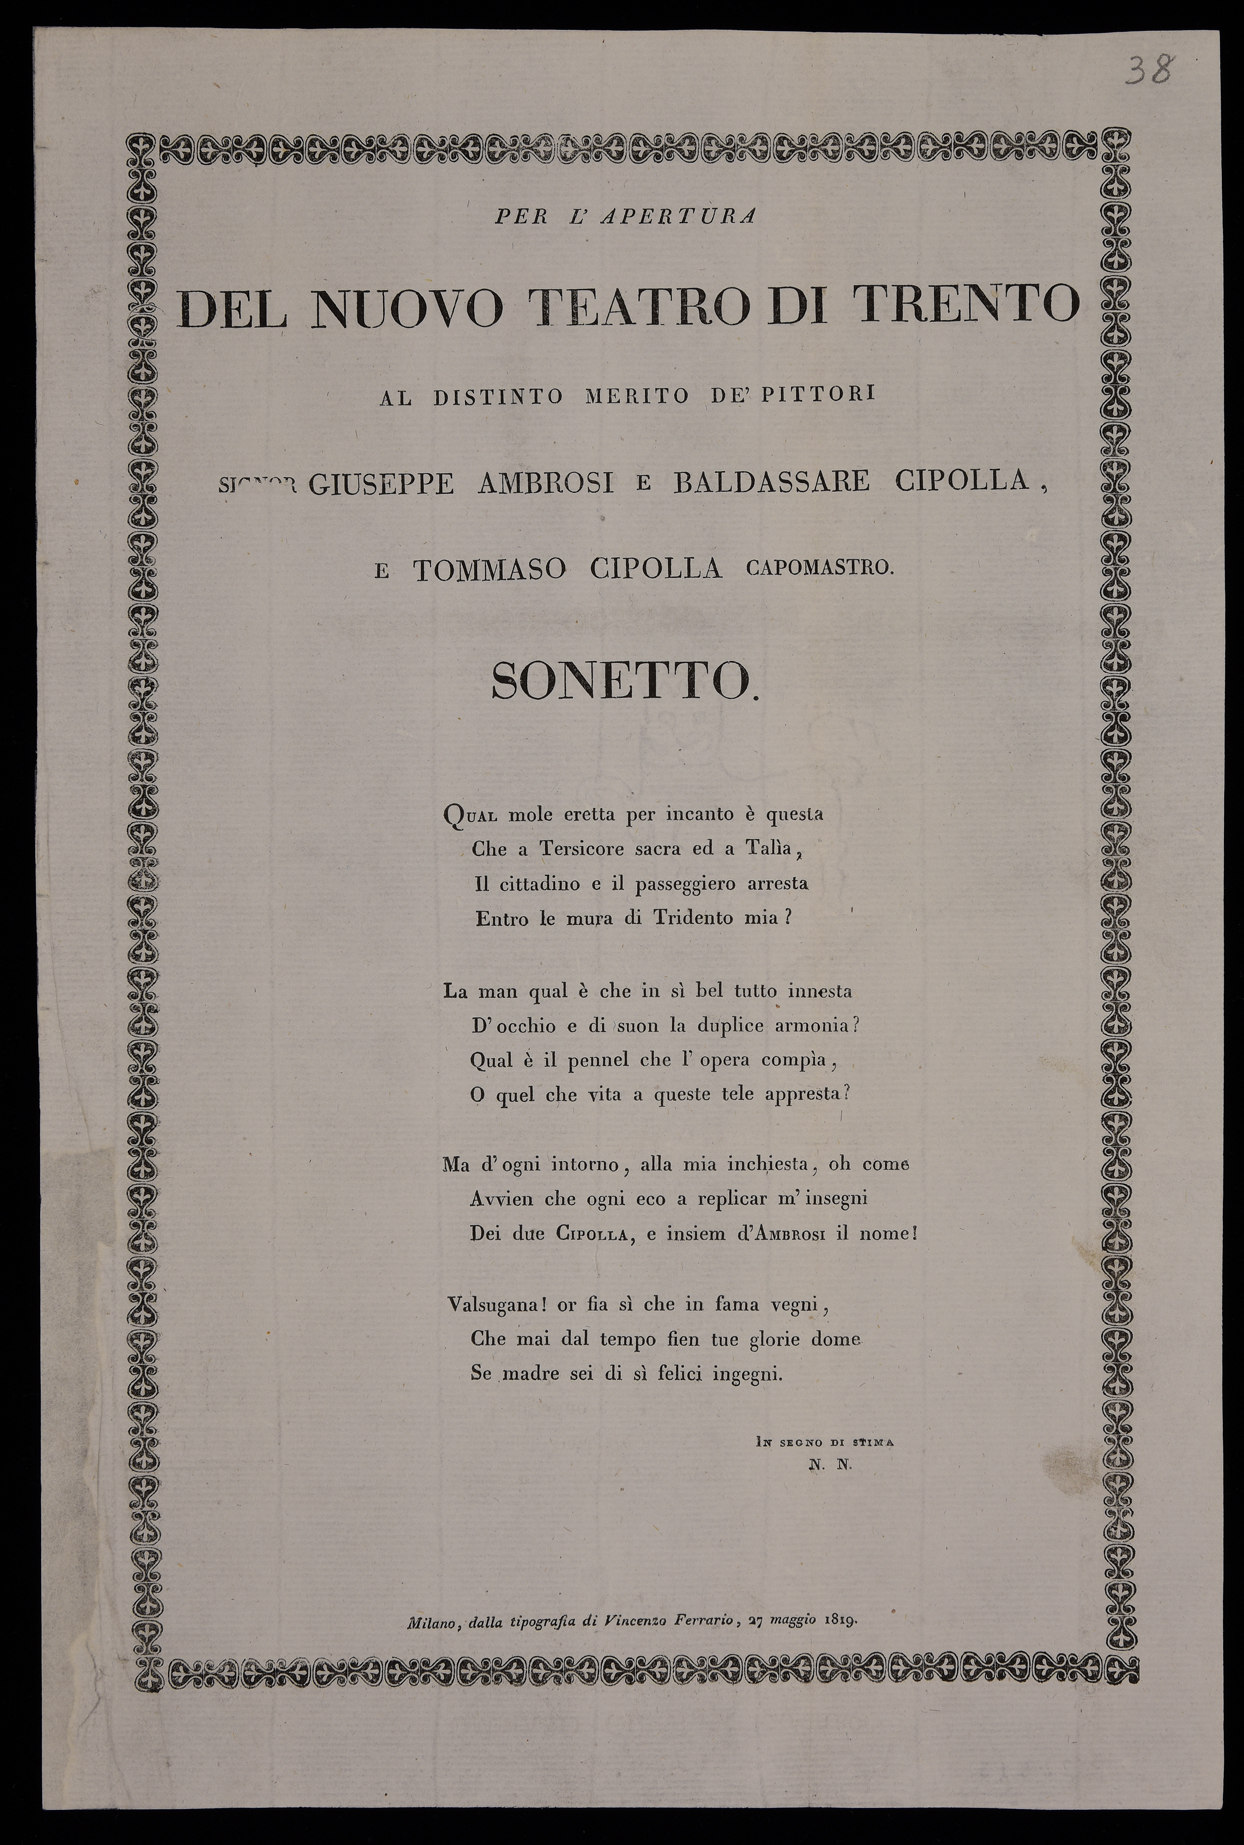 38
PER L' APERTURA
DEL NUOVO TEATRO DI TRENTO
AL DISTINTO MERITO DE' PITTORI
SIGNOR GIUSEPPE AMBROSI E BALDASSARE CIPOLLA ,
E TOMMASO CIPOLLA CAPOMASTRO.
SONETTO.
QUAL mole eretta per incanto è questa
Che a Tersicore sacra ed a Talìa,
Il cittadino e il passeggiero arresta
Entro le mura di Tridento mia ?
La man qual è che in sì bel tutto innesta
D' occhio e di suon la duplice armonia?
Qual è il pennel che l' opera compìa ,
O quel che vita a queste tele appresta?
Ma d' ogni intorno , alla mia inchiesta , oh come
Avvien che ogni eco a replicar m' insegni
Dei due CIPOLLA, e insiem d'AMBROSI il nome!
Valsugana! or fia sì che in fama vegni ,
Che mai dal tempo fien tue glorie dome
Se madre sei di sì felici ingegni.
IN SEGNO DI STIMA
N. N.
Milano, dalla tipografia di Vincenzo Ferrario, 27 maggio 1819.